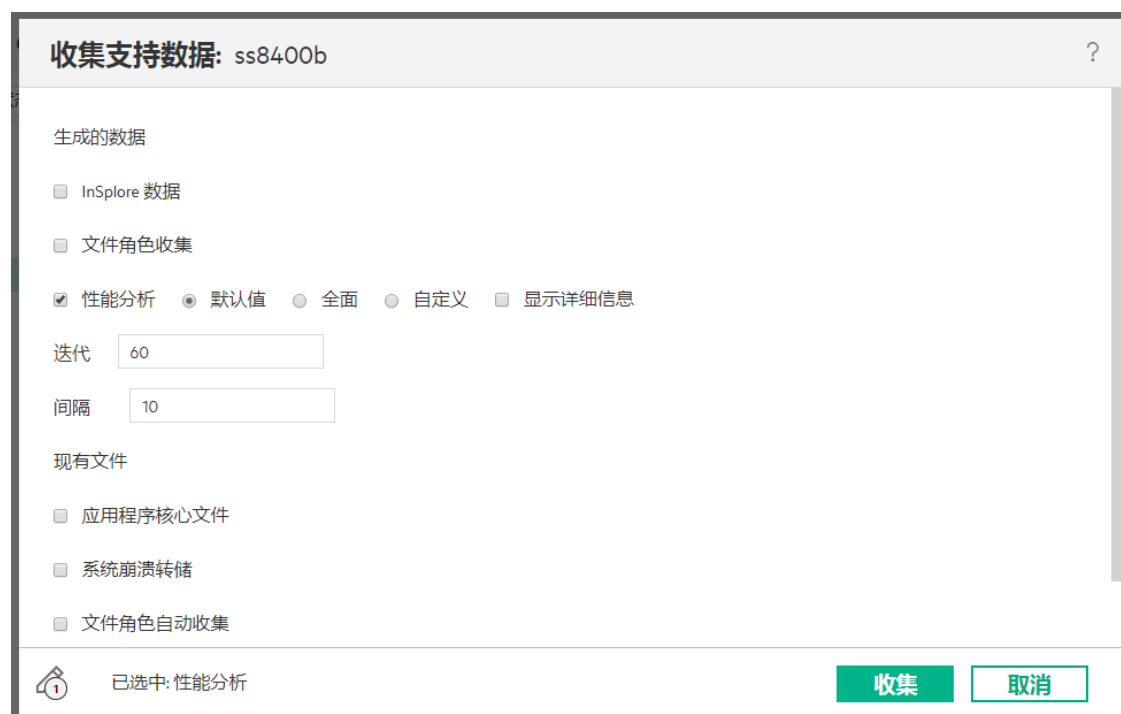 收集支持数据: ss8400b ?
生成的数据
InSplore 数据
文件角色收集
性能分析 默认值 全面 自定义 显示详细信息
迭代 60
间隔 10
现有文件
应用程序核心文件
系统崩溃转储
文件角色自动收集
1 已选中: 性能分析 收集 取消